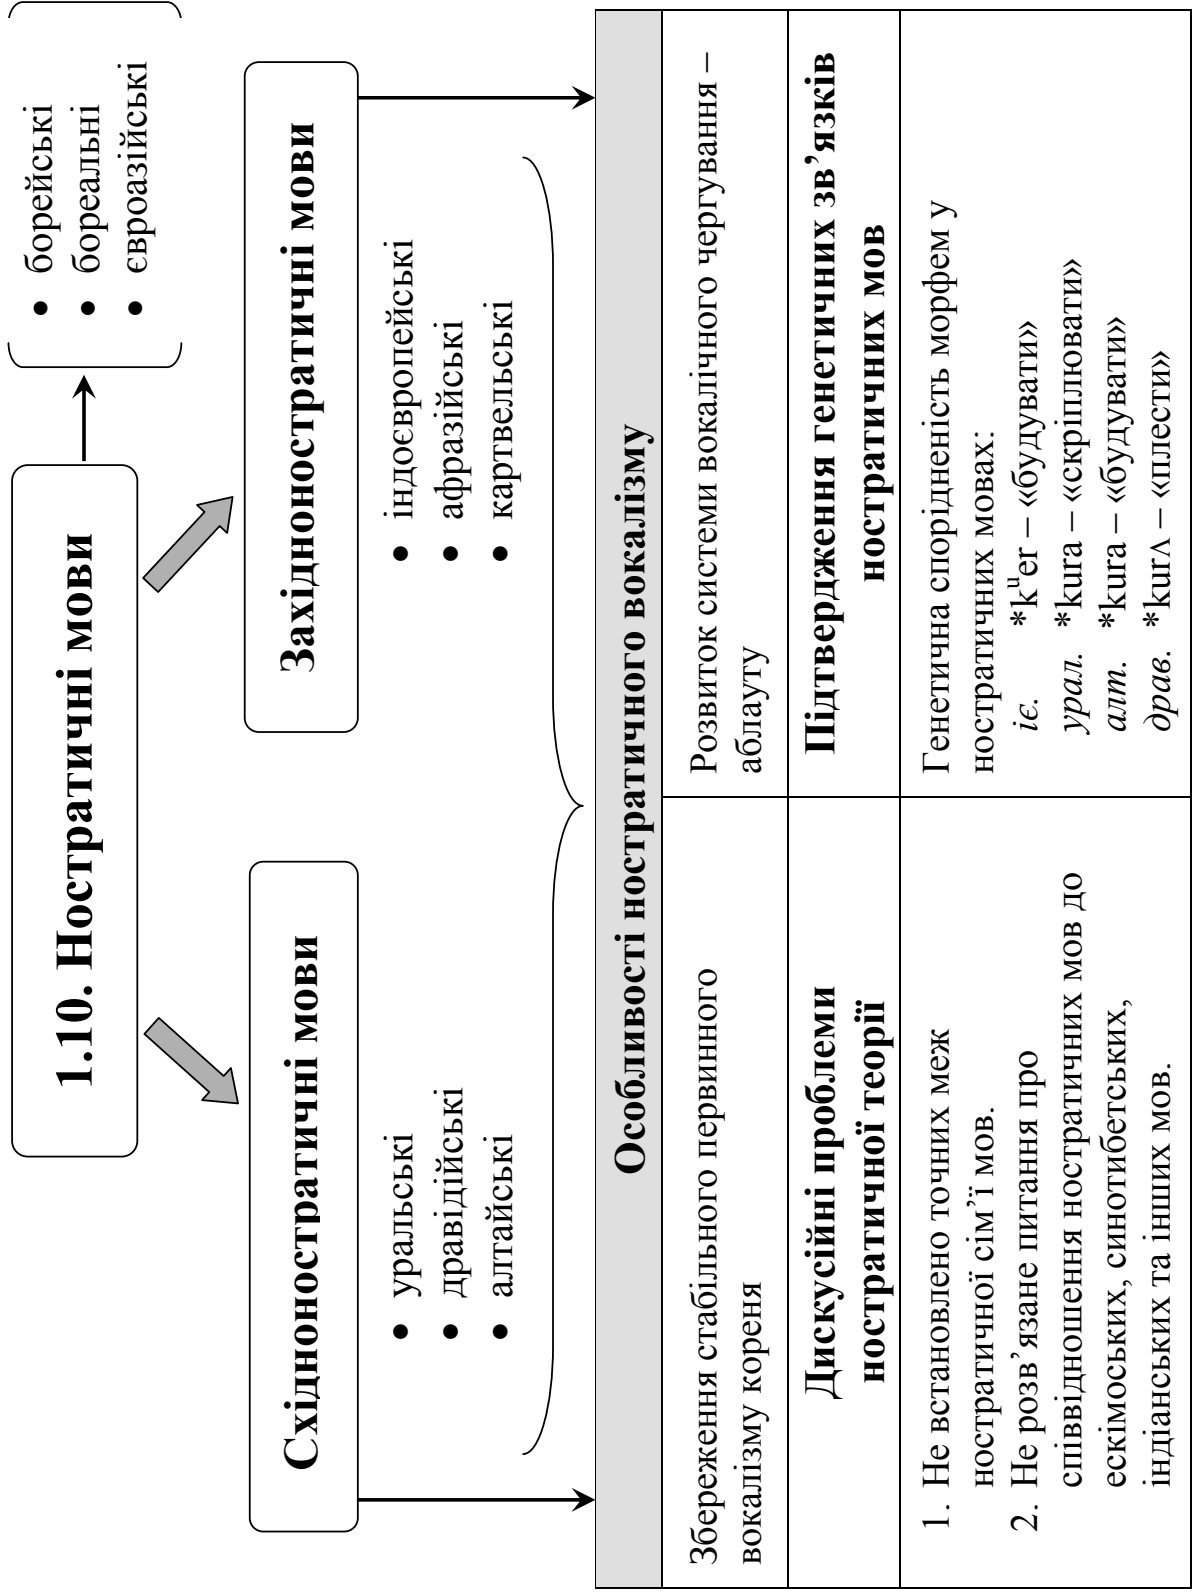 1.10. Ностратичні мови
• борейські
• бореальні
• євроазійські
Східноностратичні мови
• уральські
• дравідійські
• алтайські
Західноностратичні мови
• індоєвропейські
• афразійські
• картвельські
Особливості ностратичного вокалізму
Збереження стабільного первинного
вокалізму кореня
Розвиток системи вокалічного чергування –
аблауту
Дискусійні проблеми
ностратичної теорії
Підтвердження генетичних зв’язків
ностратичних мов
1. Не встановлено точних меж
ностратичної сім’ї мов.
2. Не розв’язане питання про
співвідношення ностратичних мов до
ескімоських, синотибетських,
індіанських та інших мов.
Генетична спорідненість морфем у
ностратичних мовах:
іє. *kᵘer – «будувати»
урал. *kura – «скріплювати»
алт. *kura – «будувати»
драв. *kurΛ – «плести»